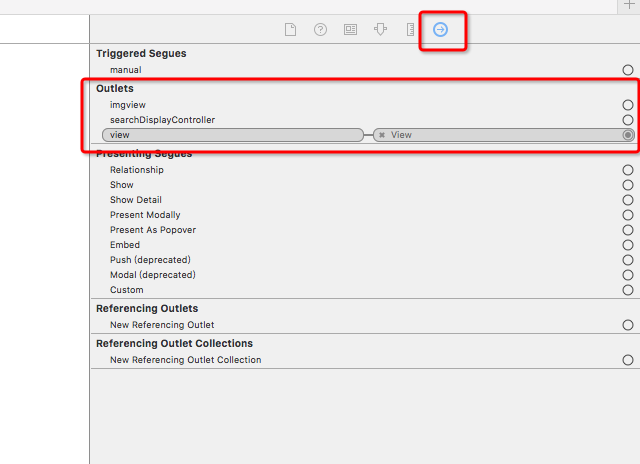 Triggered Segues
manual
Outlets
imgview
searchDisplayController
view View
Presenting Segues
Relationship
Show
Show Detail
Present Modally
Present As Popover
Embed
Push (deprecated)
Modal (deprecated)
Custom
Referencing Outlets
New Referencing Outlet
Referencing Outlet Collections
New Referencing Outlet Collection